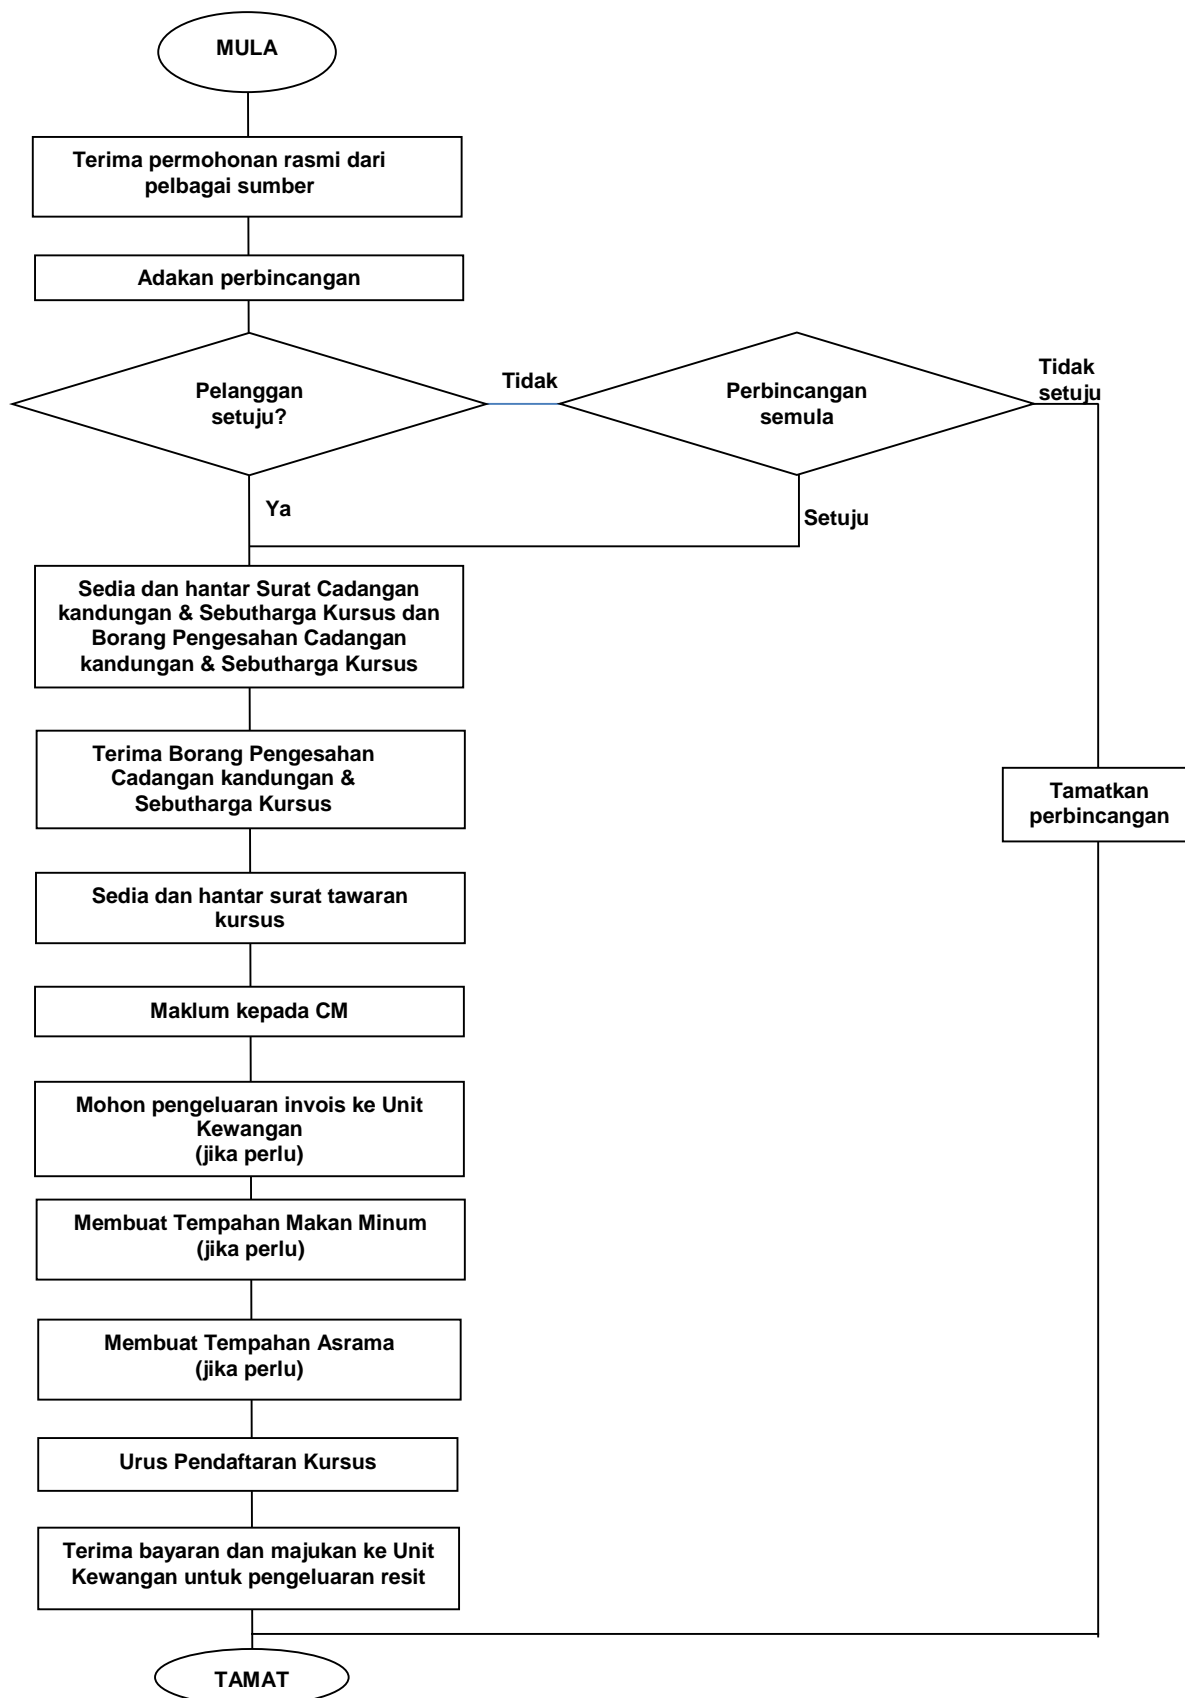 MULA
Terima permohonan rasmi dari
pelbagai sumber
Adakan perbincangan
Pelanggan
setuju?
Tidak
Perbincangan
semula
Tidak
setuju
Ya
Setuju
Sedia dan hantar Surat Cadangan
kandungan & Sebutharga Kursus dan
Borang Pengesahan Cadangan
kandungan & Sebutharga Kursus
Terima Borang Pengesahan
Cadangan kandungan &
Sebutharga Kursus
Tamatkan
perbincangan
Sedia dan hantar surat tawaran
kursus
Maklum kepada CM
Mohon pengeluaran invois ke Unit
Kewangan
(jika perlu)
Membuat Tempahan Makan Minum
(jika perlu)
Membuat Tempahan Asrama
(jika perlu)
Urus Pendaftaran Kursus
Terima bayaran dan majukan ke Unit
Kewangan untuk pengeluaran resit
TAMAT